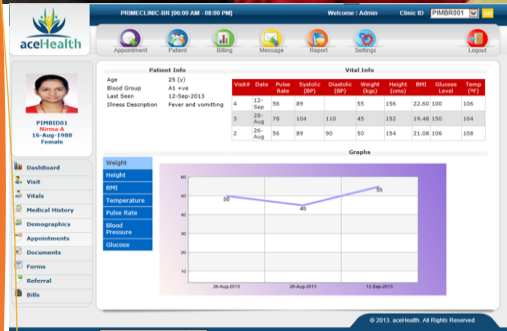 PRIMECLINIC-BR [06:00 AM - 08:00 PM] Welcome : Admin Clinic ID PIMBR001 GO
aceHealth
Appointment Patient Billing Message Report Settings Logout
Patient Info
Age 25 (y)
Blood Group A1 +ve
Last Seen 12-Sep-2013
Illness Description Fever and vomitting
Vital Info
Visit# Date Pulse Rate Systolic (BP) Diastolic (BP) Weight (kgs) Height (cms) BMI Glucose Level Temp (ºF)
4 12-Sep 56 89 55 156 22.60 100 106
3 29-Aug 78 104 110 45 152 19.48 150 104
2 26-Aug 56 89 90 50 154 21.08 106 108
PIMBID01
Nirma A
16-Aug-1988
Female
DashBoard
Visit
Vitals
Medical History
Demographics
Appointments
Documents
Forms
Referral
Bills
Graphs
Weight
Height
BMI
Temperature
Pulse Rate
Blood Pressure
Glucose
60
50
40
30
20
10
50
45
55
26-Aug-2013 29-Aug-2013 12-Sep-2013
© 2013. aceHealth. All Rights Reserved